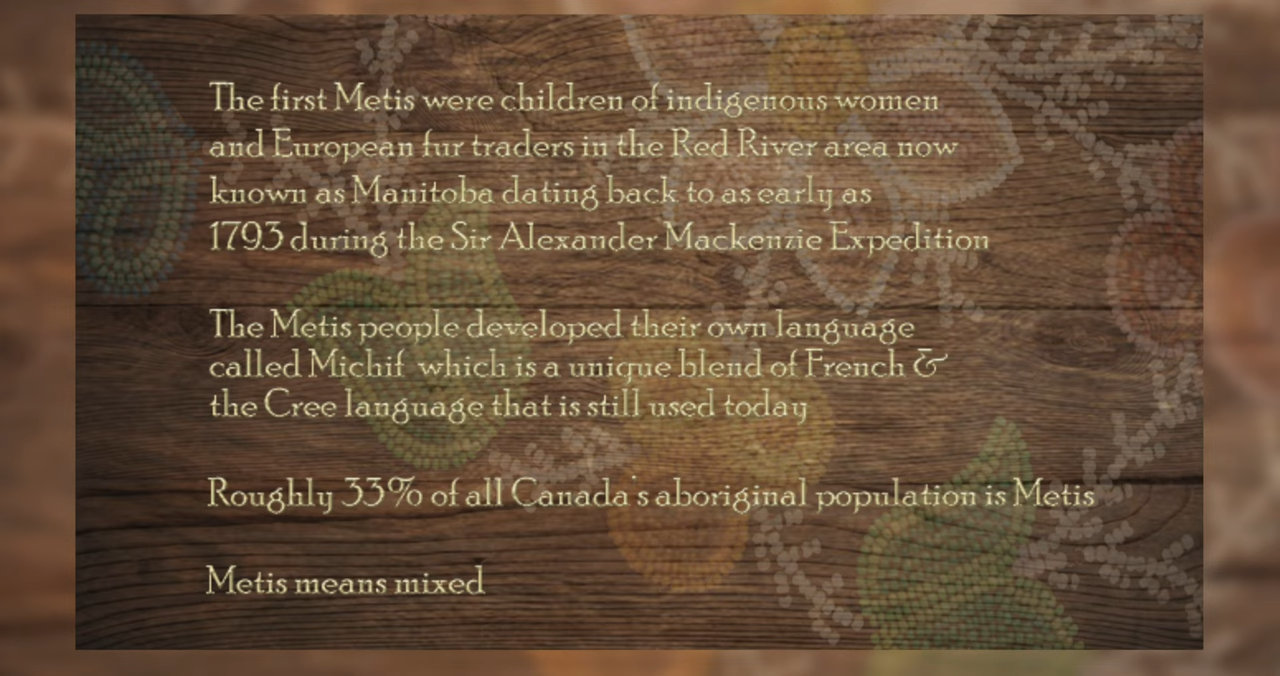 The first Metis were children of indigenous women
and European fur traders in the Red River area now
known as Manitoba dating back to as early as
1793 during the Sir Alexander Mackenzie Expedition
The Metis people developed their own language
called Michif which is a unique blend of French &
the Cree language that is still used today
Roughly 33% of all Canada's aboriginal population is Metis
Metis means mixed